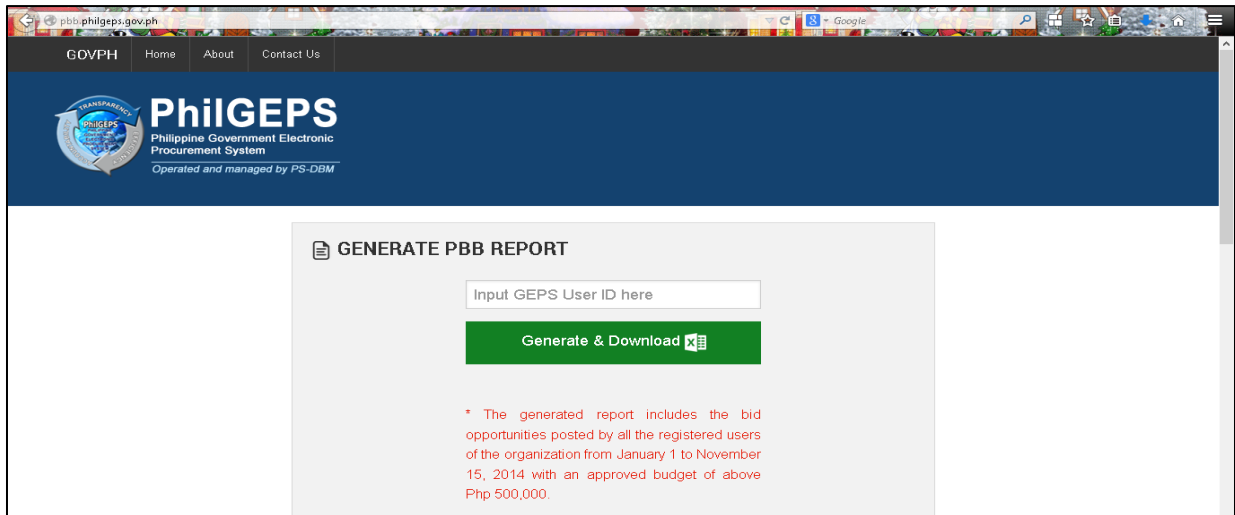 pbb.philgeps.gov.ph
Google
GOVPH Home About Contact Us
TRANSPARENCY
PhilGEPS
PhilGEPS
Philippine Government Electronic
Procurement System
Operated and managed by PS-DBM
GENERATE PBB REPORT
Input GEPS User ID here
Generate & Download
* The generated report includes the bid
opportunities posted by all the registered users
of the organization from January 1 to November
15, 2014 with an approved budget of above
Php 500,000.